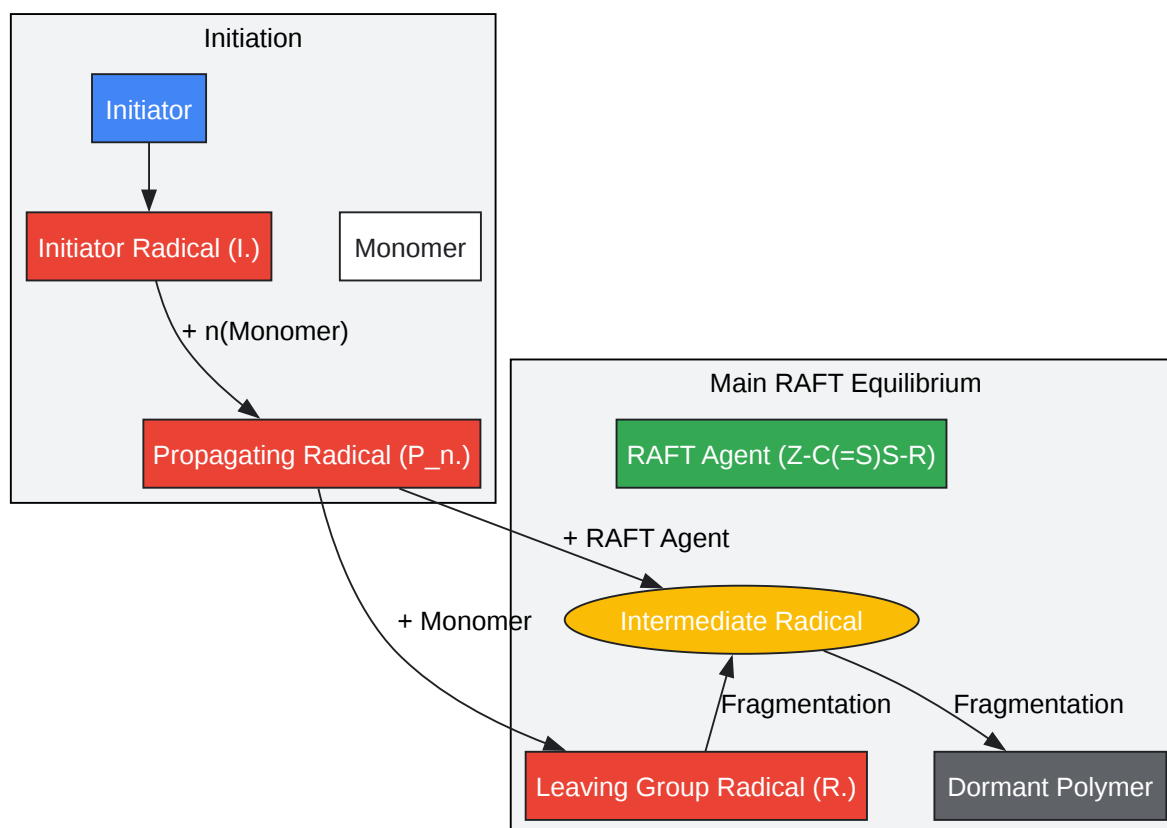 Initiation
Initiator
Initiator Radical (I.)
Monomer
+ n(Monomer)
Propagating Radical (P_n.)
Main RAFT Equilibrium
RAFT Agent (Z-C(=S)S-R)
+ RAFT Agent
+ Monomer
Intermediate Radical
Fragmentation
Fragmentation
Leaving Group Radical (R.)
Dormant Polymer